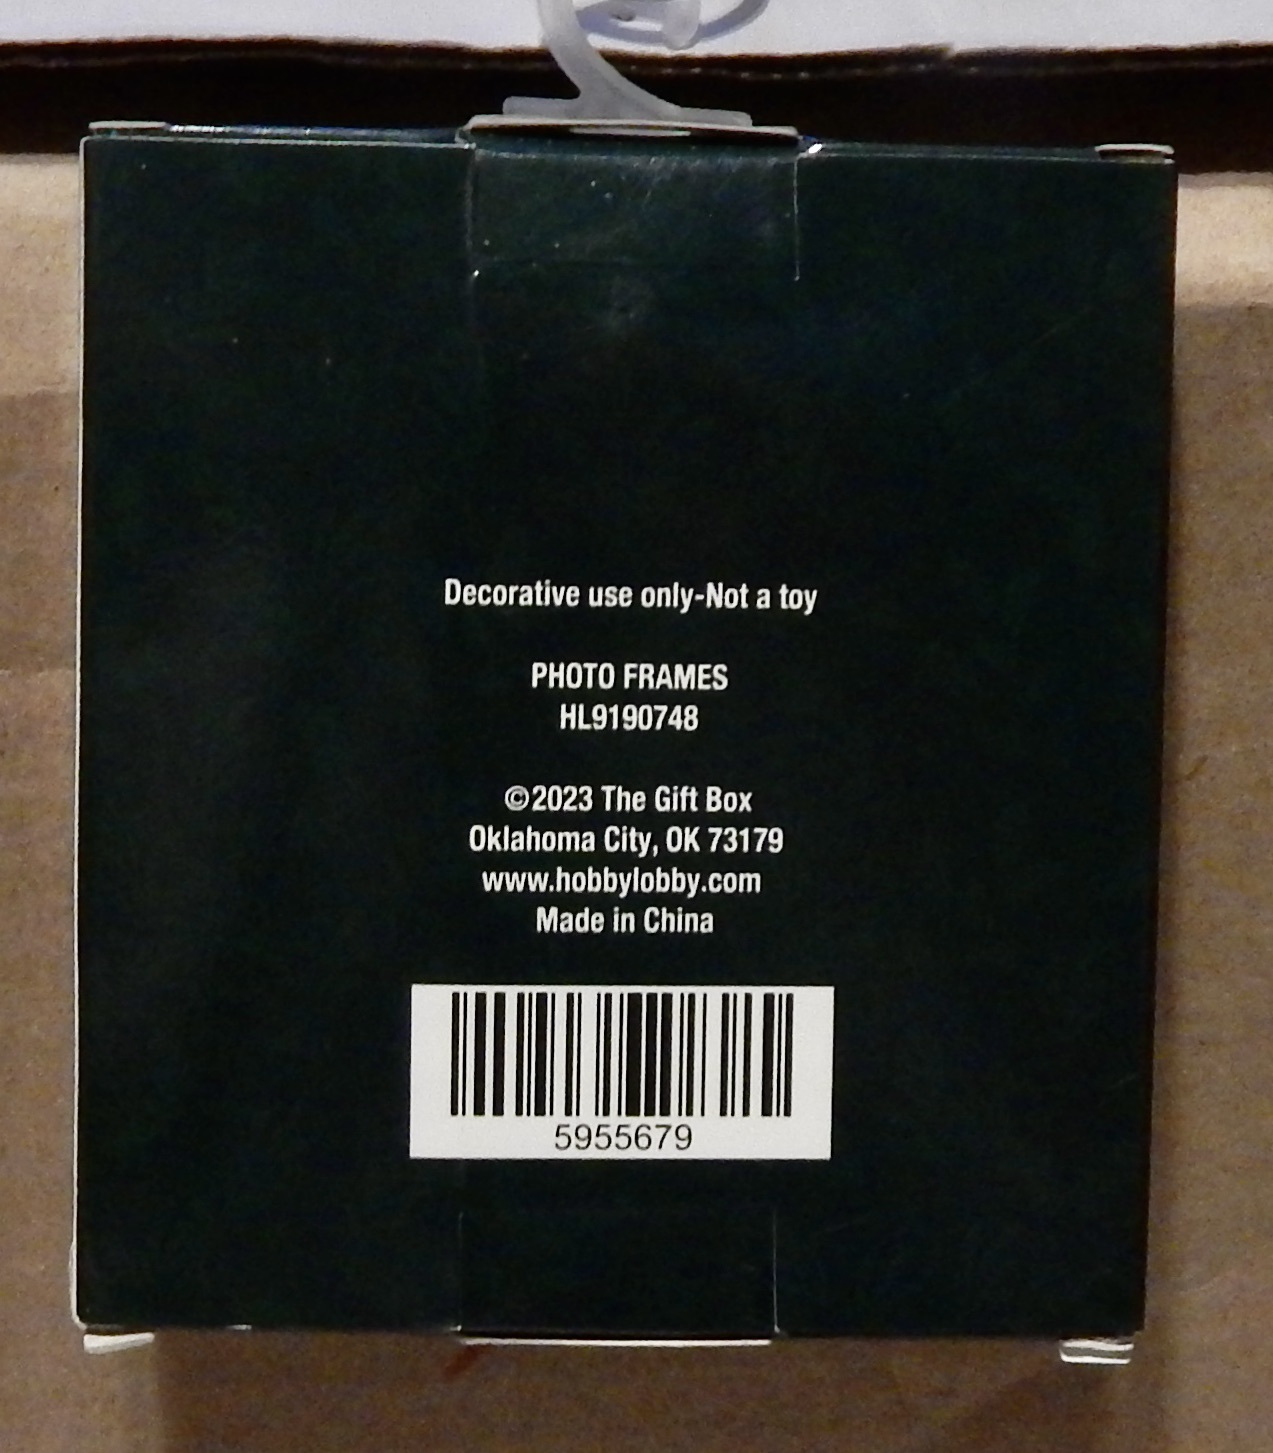 Decorative use only-Not a toy
PHOTO FRAMES
HL9190748
©2023 The Gift Box
Oklahoma City, OK 73179
www.hobbylobby.com
Made in China
5955679